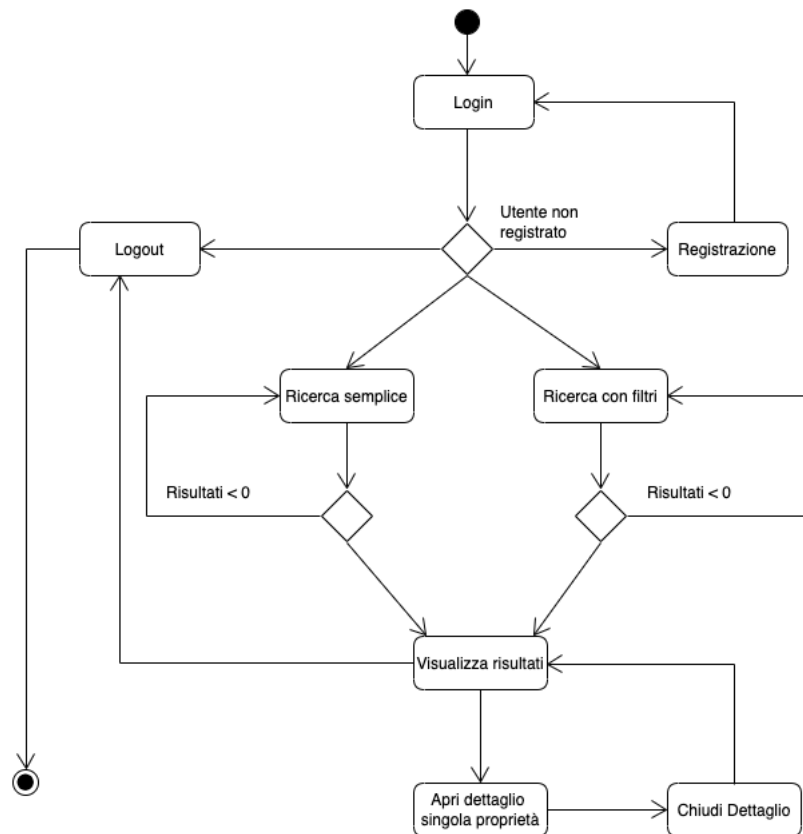 Login
Utente non
registrato
Logout
Registrazione
Ricerca semplice
Ricerca con filtri
Risultati < 0
Risultati < 0
Visualizza risultati
Apri dettaglio
singola proprietà
Chiudi Dettaglio